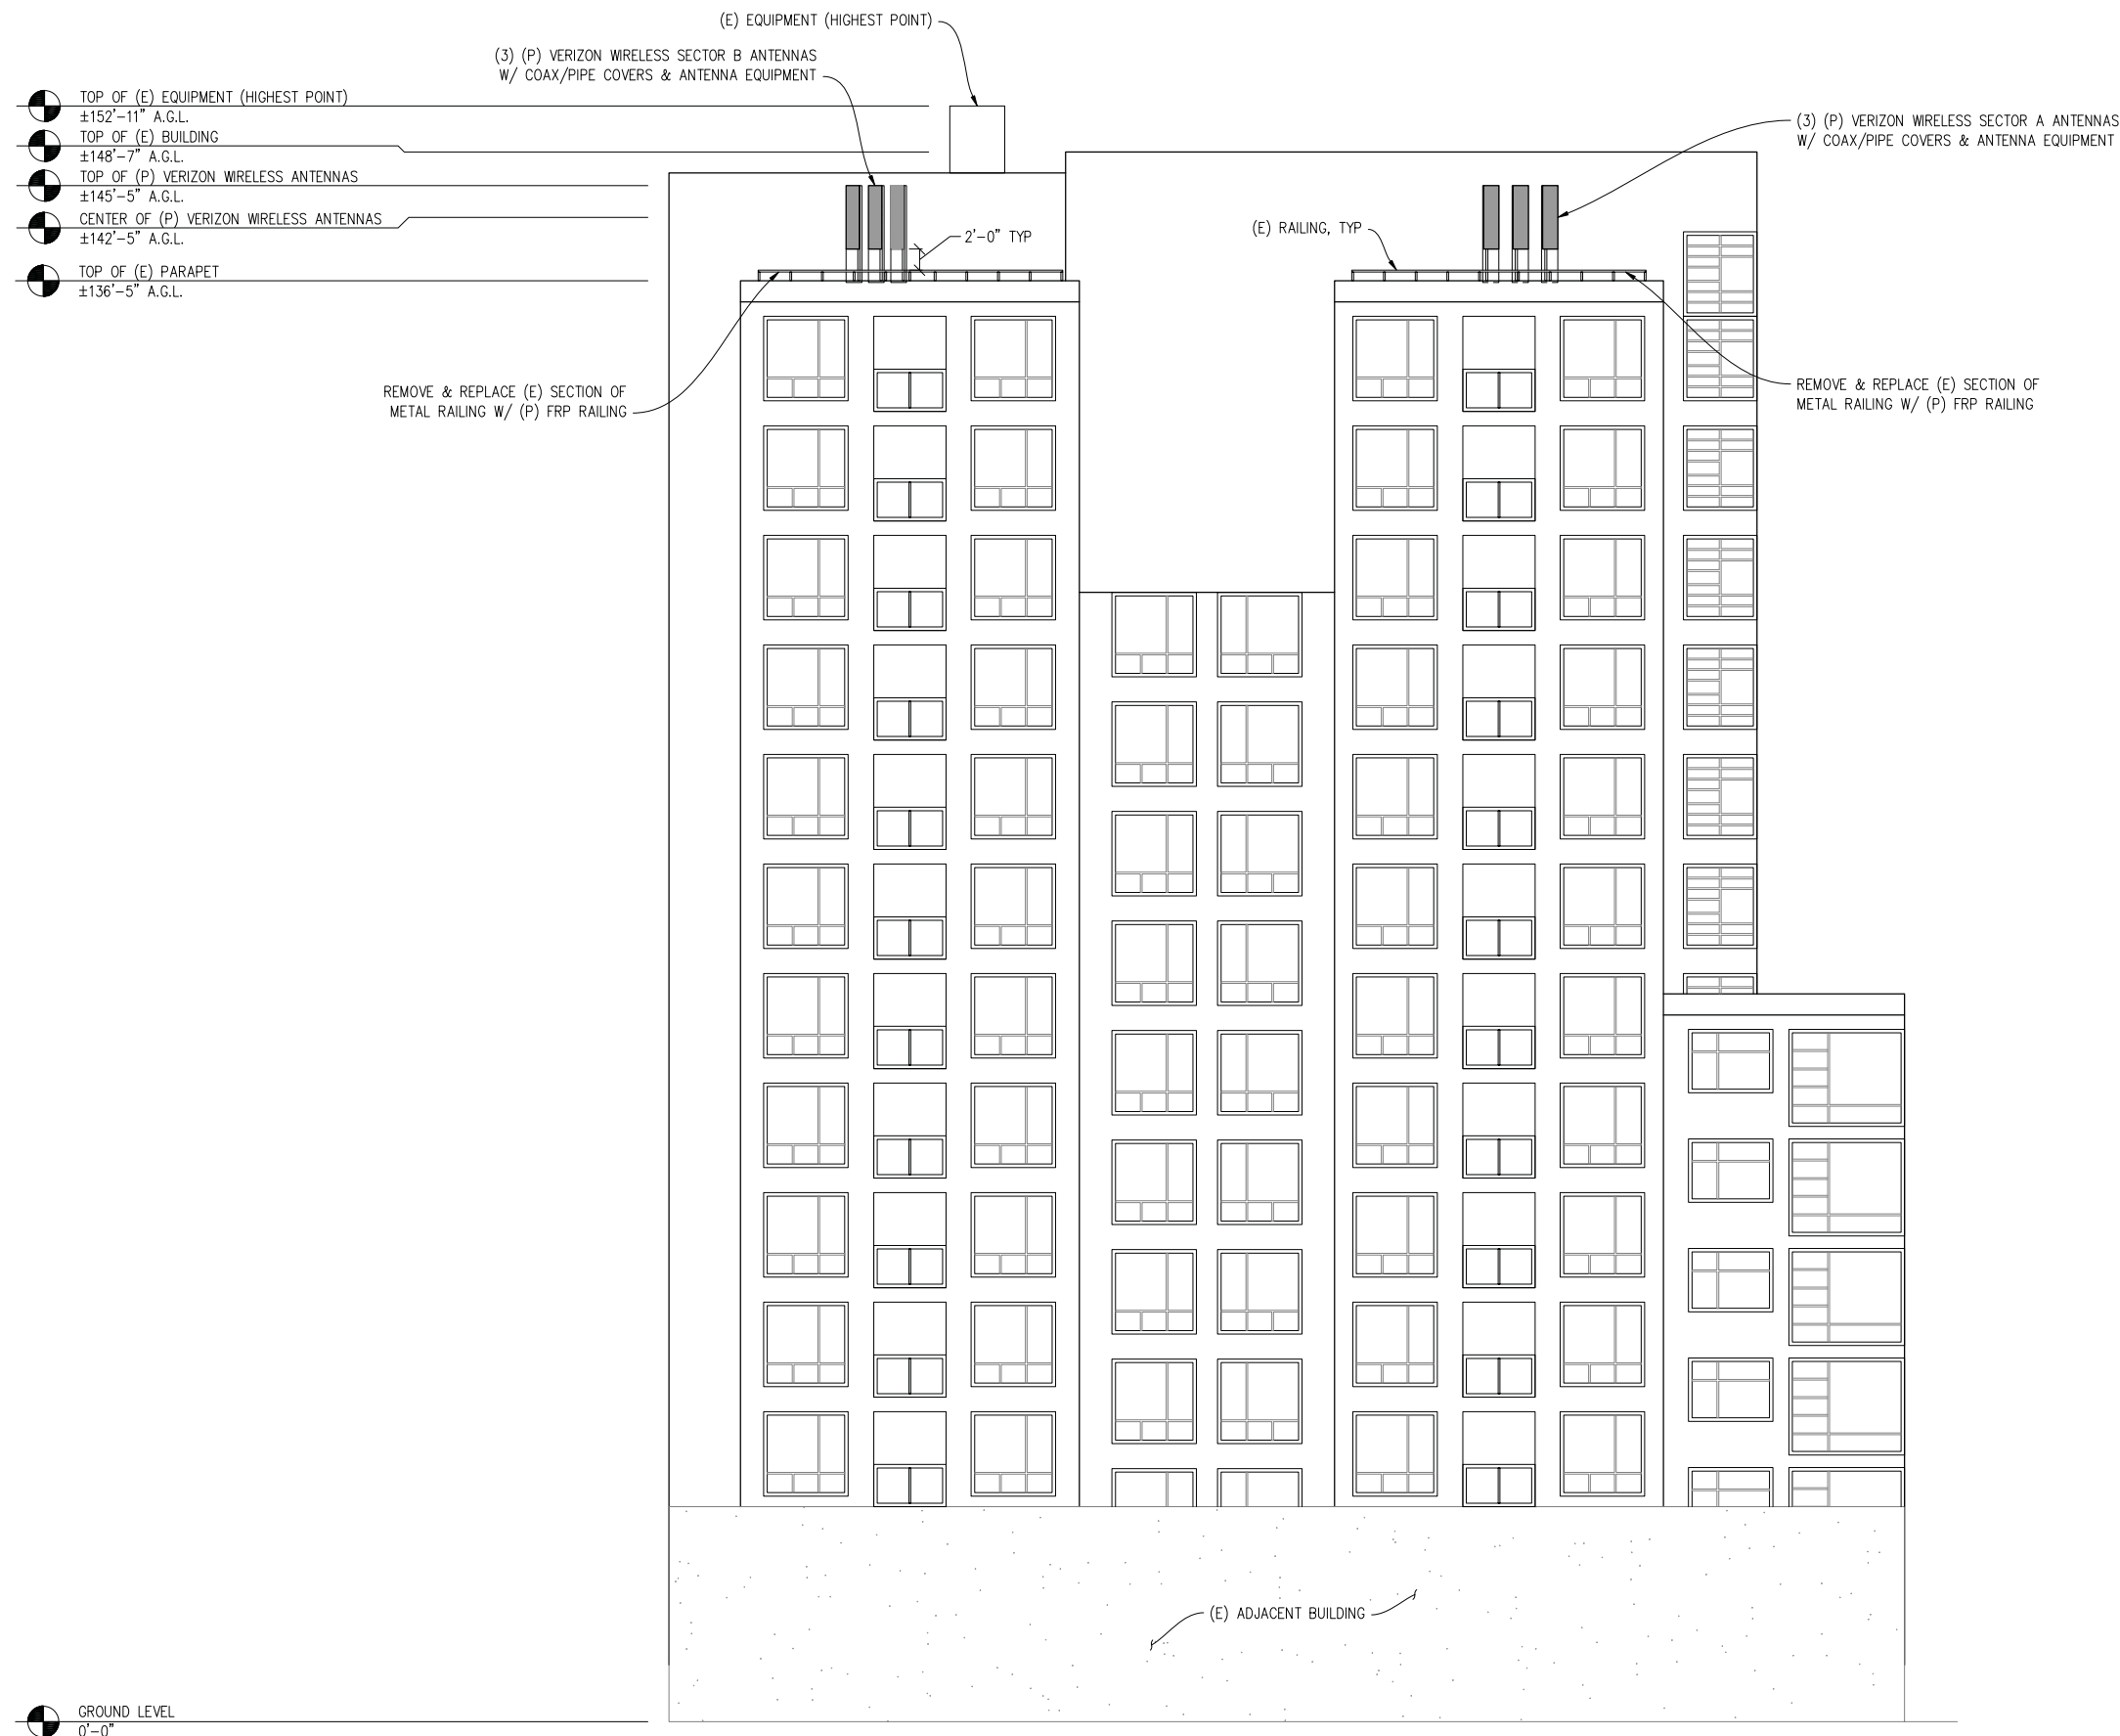 (E) EQUIPMENT (HIGHEST POINT)
(3) (P) VERIZON WIRELESS SECTOR B ANTENNAS
W/ COAX/PIPE COVERS & ANTENNA EQUIPMENT
TOP OF (E) EQUIPMENT (HIGHEST POINT)
±152'-11" A.G.L.
TOP OF (E) BUILDING
±148'-7" A.G.L.
TOP OF (P) VERIZON WIRELESS ANTENNAS
±145'-5" A.G.L.
CENTER OF (P) VERIZON WIRELESS ANTENNAS
±142'-5" A.G.L.
TOP OF (E) PARAPET
±136'-5" A.G.L.
(3) (P) VERIZON WIRELESS SECTOR A ANTENNAS
W/ COAX/PIPE COVERS & ANTENNA EQUIPMENT
2'-0" TYP
(E) RAILING, TYP
REMOVE & REPLACE (E) SECTION OF
METAL RAILING W/ (P) FRP RAILING
REMOVE & REPLACE (E) SECTION OF
METAL RAILING W/ (P) FRP RAILING
(E) ADJACENT BUILDING
GROUND LEVEL
0'-0"